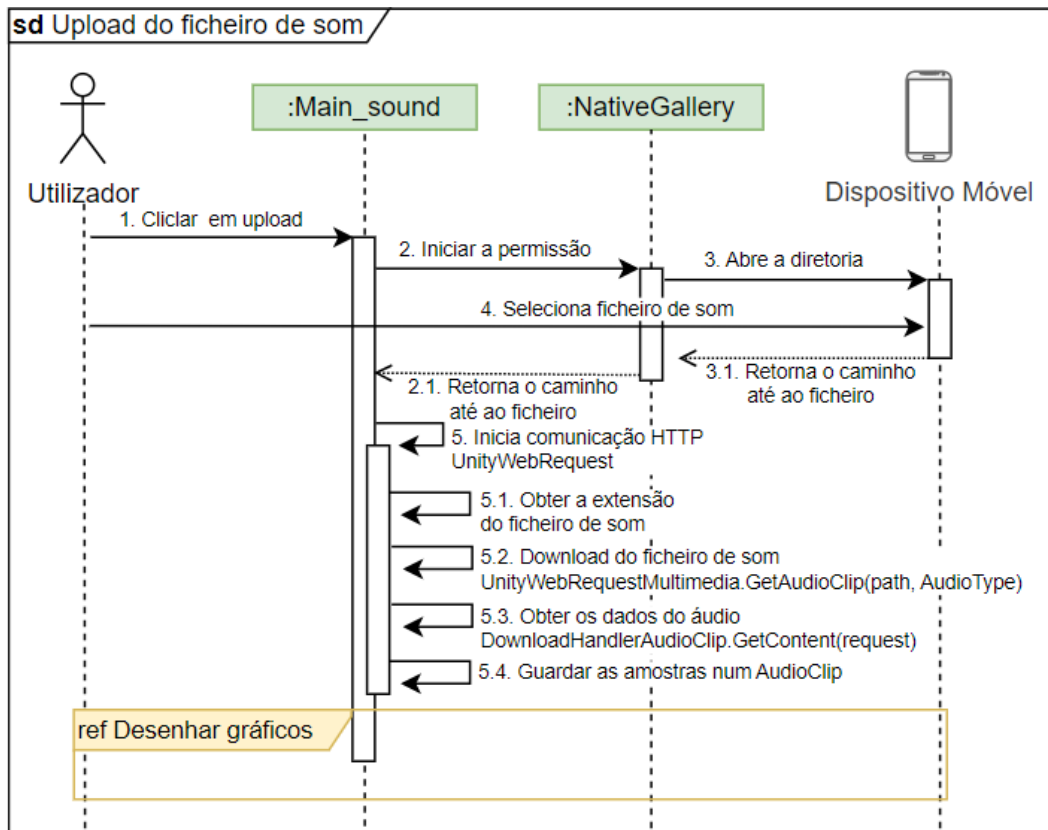 sd Upload do ficheiro de som
:Main_sound
:NativeGallery
Utilizador
Dispositivo Móvel
1. Cliclar em upload
2. Iniciar a permissão
3. Abre a diretoria
4. Seleciona ficheiro de som
3.1. Retorna o caminho
até ao ficheiro
2.1. Retorna o caminho
até ao ficheiro
5. Inicia comunicação HTTP
UnityWebRequest
5.1. Obter a extensão
do ficheiro de som
5.2. Download do ficheiro de som
UnityWebRequestMultimedia.GetAudioClip(path, AudioType)
5.3. Obter os dados do áudio
DownloadHandlerAudioClip.GetContent(request)
5.4. Guardar as amostras num AudioClip
ref Desenhar gráficos